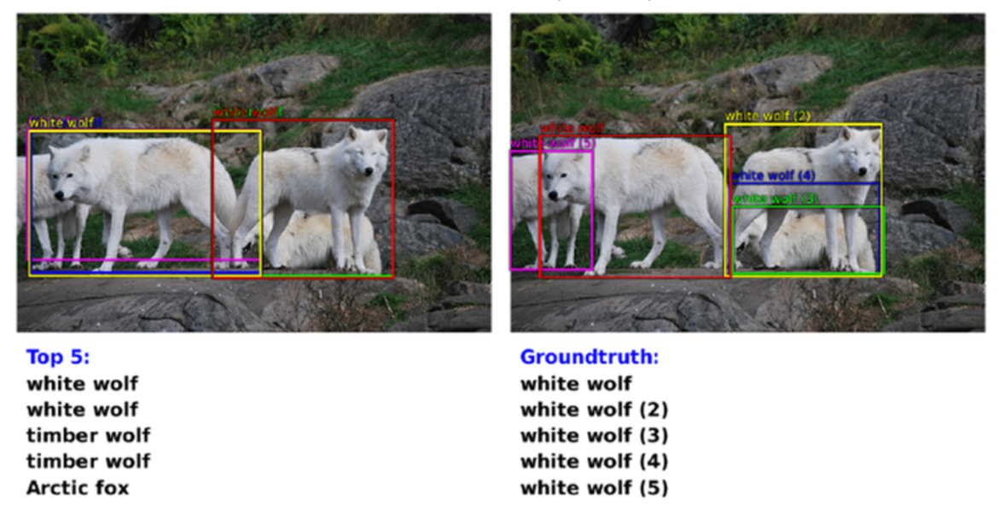 white wolf
white wolf
white wolf (2)
white wolf
white wolf (5)
white wolf (4)
white wolf (3)
Top 5:
white wolf
white wolf
timber wolf
timber wolf
Arctic fox
Groundtruth:
white wolf
white wolf (2)
white wolf (3)
white wolf (4)
white wolf (5)